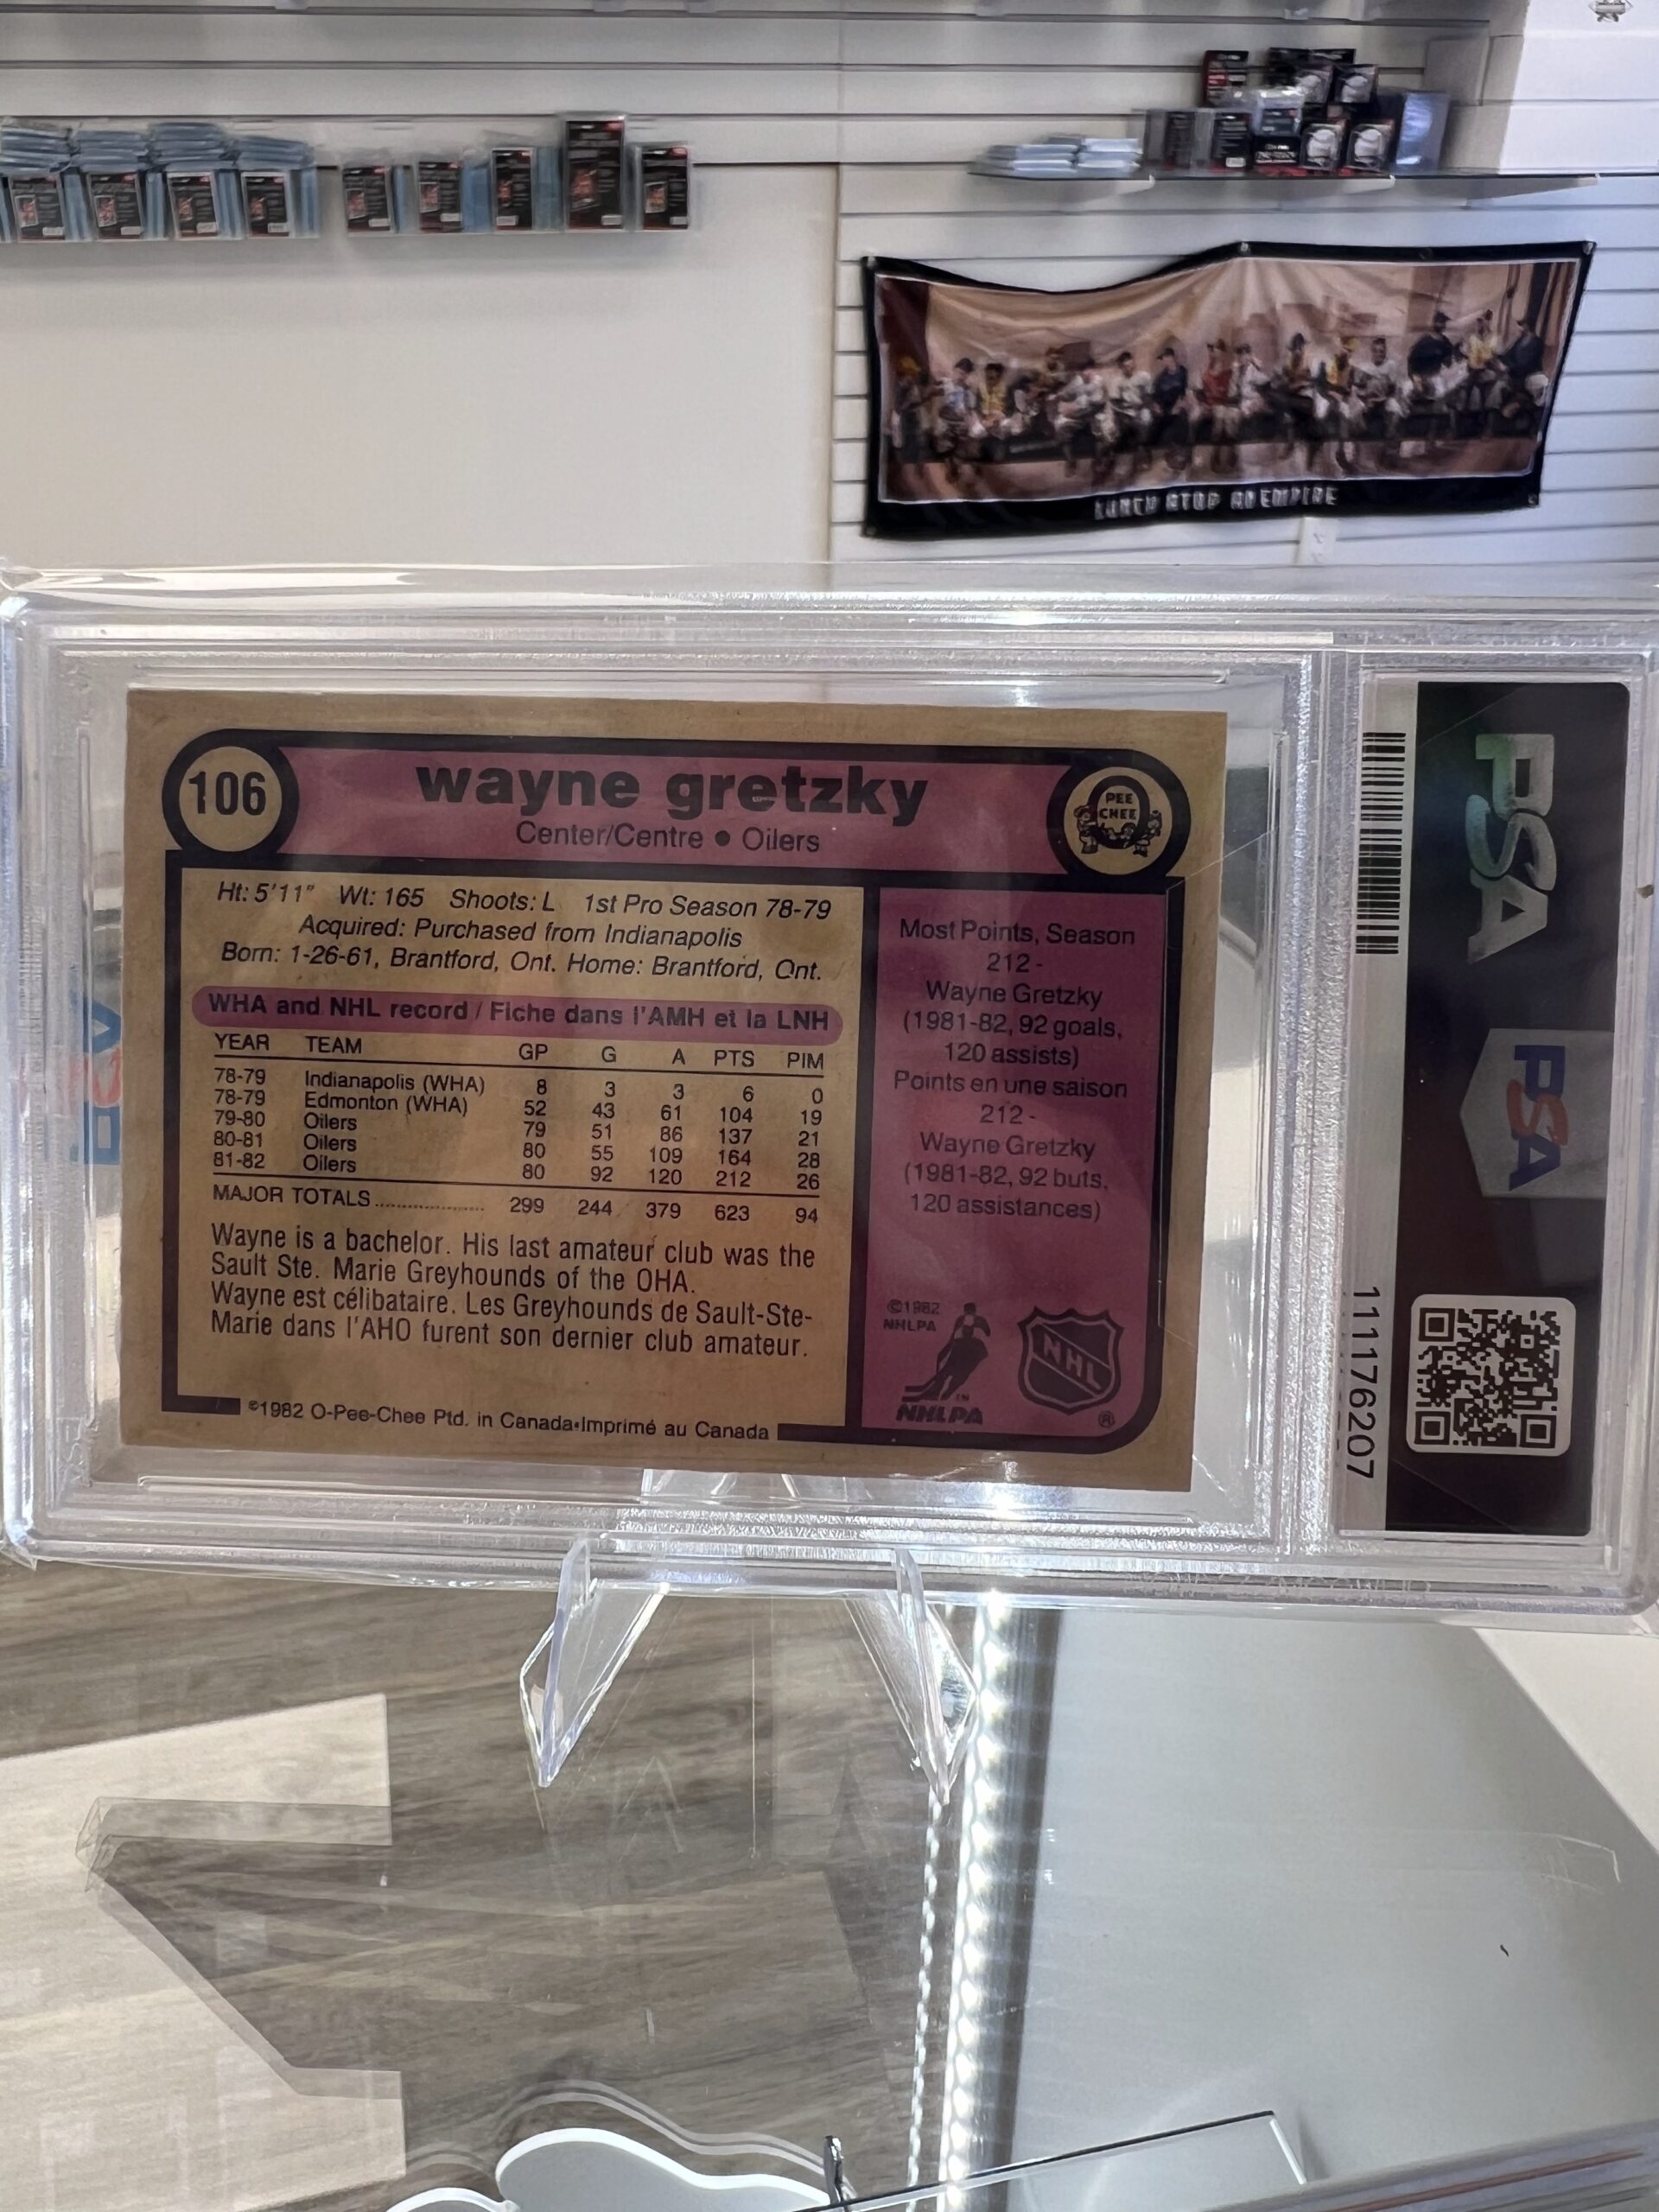 LUNCH ATOP AN EMPIRE
106
wayne gretzky
Center/Centre • Oilers
PEE
CHEE
Ht: 5'11" Wt: 165 Shoots: L 1st Pro Season 78-79
Acquired: Purchased from Indianapolis
Born: 1-26-61, Brantford, Ont. Home: Brantford, Ont.
WHA and NHL record / Fiche dans l'AMH et la LNH
YEAR TEAM GP G A PTS PIM
78-79 Indianapolis (WHA) 8 3 3 6 0
78-79 Edmonton (WHA) 52 43 61 104 19
79-80 Oilers 79 51 86 137 21
80-81 Oilers 80 55 109 164 28
81-82 Oilers 80 92 120 212 26
MAJOR TOTALS.................... 299 244 379 623 94
Wayne is a bachelor. His last amateur club was the
Sault Ste. Marie Greyhounds of the OHA.
Wayne est célibataire. Les Greyhounds de Sault-Ste-
Marie dans l'AHO furent son dernier club amateur.
©1982 O-Pee-Chee Ptd. in Canada•Imprimé au Canada
Most Points, Season
212 -
Wayne Gretzky
(1981-82, 92 goals,
120 assists)
Points en une saison
212 -
Wayne Gretzky
(1981-82, 92 buts,
120 assistances)
©1982
NHLPA
NHLPA
NHL
®
PSA
PSA
111176207